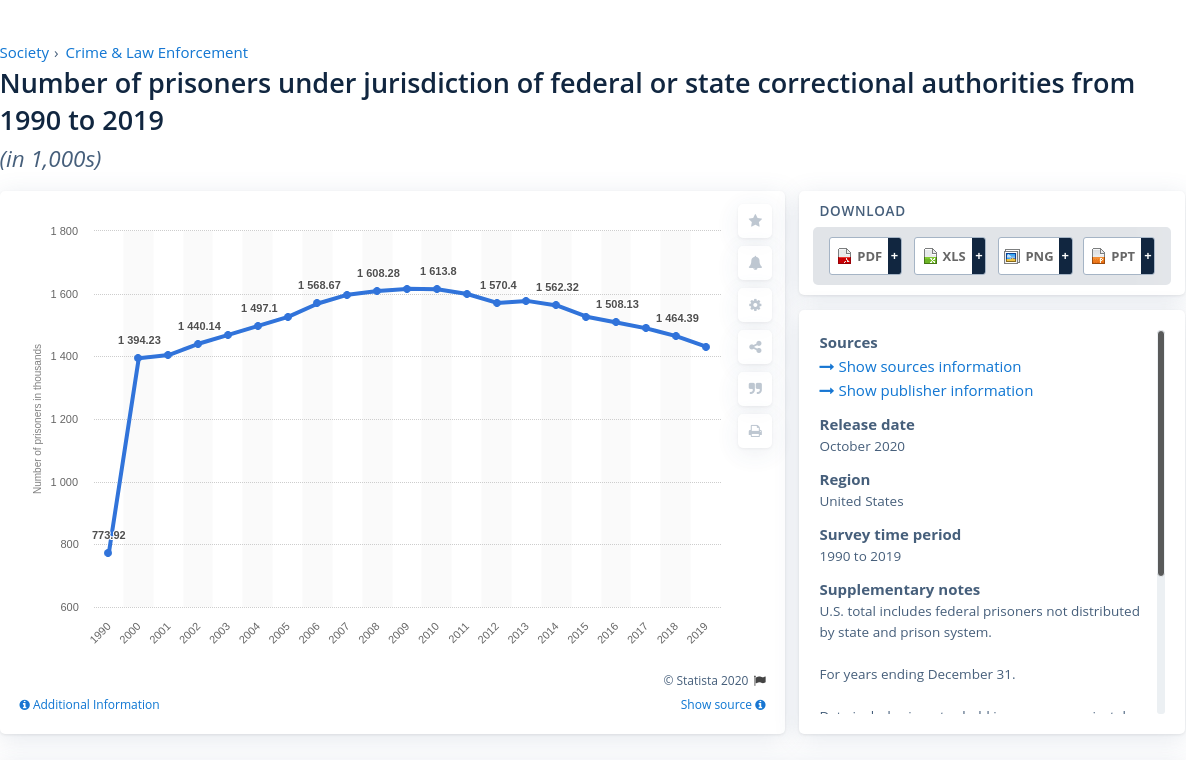 Society › Crime & Law Enforcement
Number of prisoners under jurisdiction of federal or state correctional authorities from
1990 to 2019
(in 1,000s)
Number of prisoners in thousands
1 800
1 600
1 400
1 200
1 000
800
600
773.92
1 394.23
1 440.14
1 497.1
1 568.67
1 608.28
1 613.8
1 570.4
1 562.32
1 508.13
1 464.39
1990
2000
2001
2002
2003
2004
2005
2006
2007
2008
2009
2010
2011
2012
2013
2014
2015
2016
2017
2018
2019
© Statista 2020
Additional Information
Show source
DOWNLOAD
PDF +
XLS +
PNG +
PPT +
Sources
Show sources information
Show publisher information
Release date
October 2020
Region
United States
Survey time period
1990 to 2019
Supplementary notes
U.S. total includes federal prisoners not distributed
by state and prison system.
For years ending December 31.